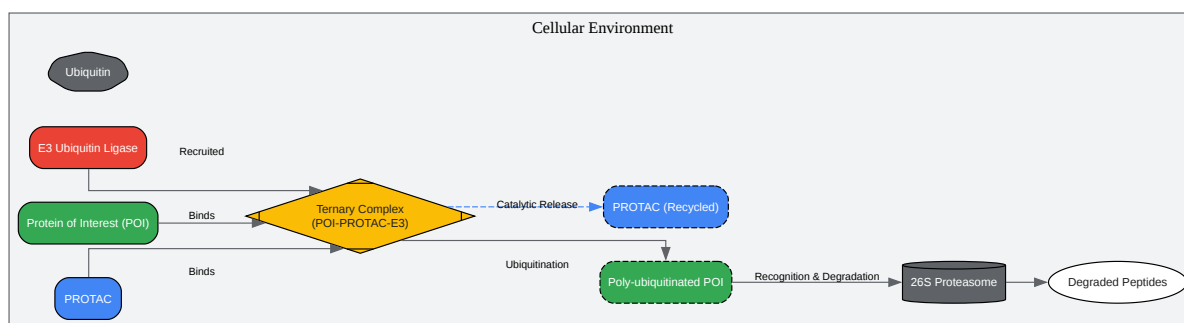 Cellular Environment
Ubiquitin
E3 Ubiquitin Ligase
Recruited
Protein of Interest (POI)
Binds
Ternary Complex
(POI-PROTAC-E3)
Catalytic Release
PROTAC (Recycled)
PROTAC
Binds
Ubiquitination
Poly-ubiquitinated POI
Recognition & Degradation
26S Proteasome
Degraded Peptides